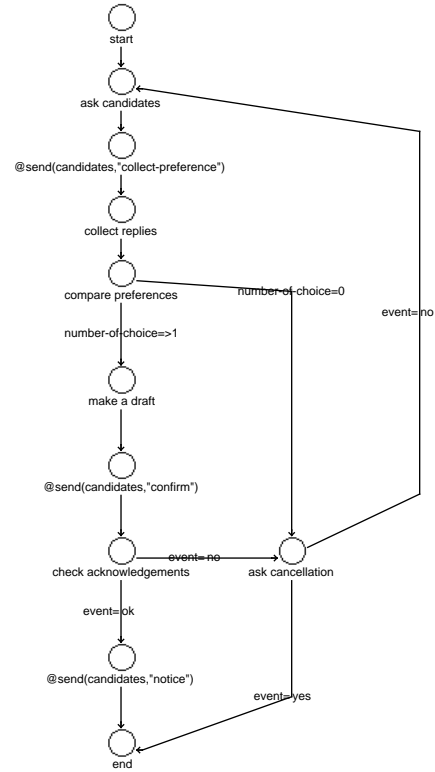 start
ask candidates
@send(candidates,"collect-preference")
collect replies
compare preferences
number-of-choice=0
event=no
number-of-choice=>1
make a draft
@send(candidates,"confirm")
check acknowledgements
event=no
ask cancellation
event=ok
@send(candidates,"notice")
event=yes
end